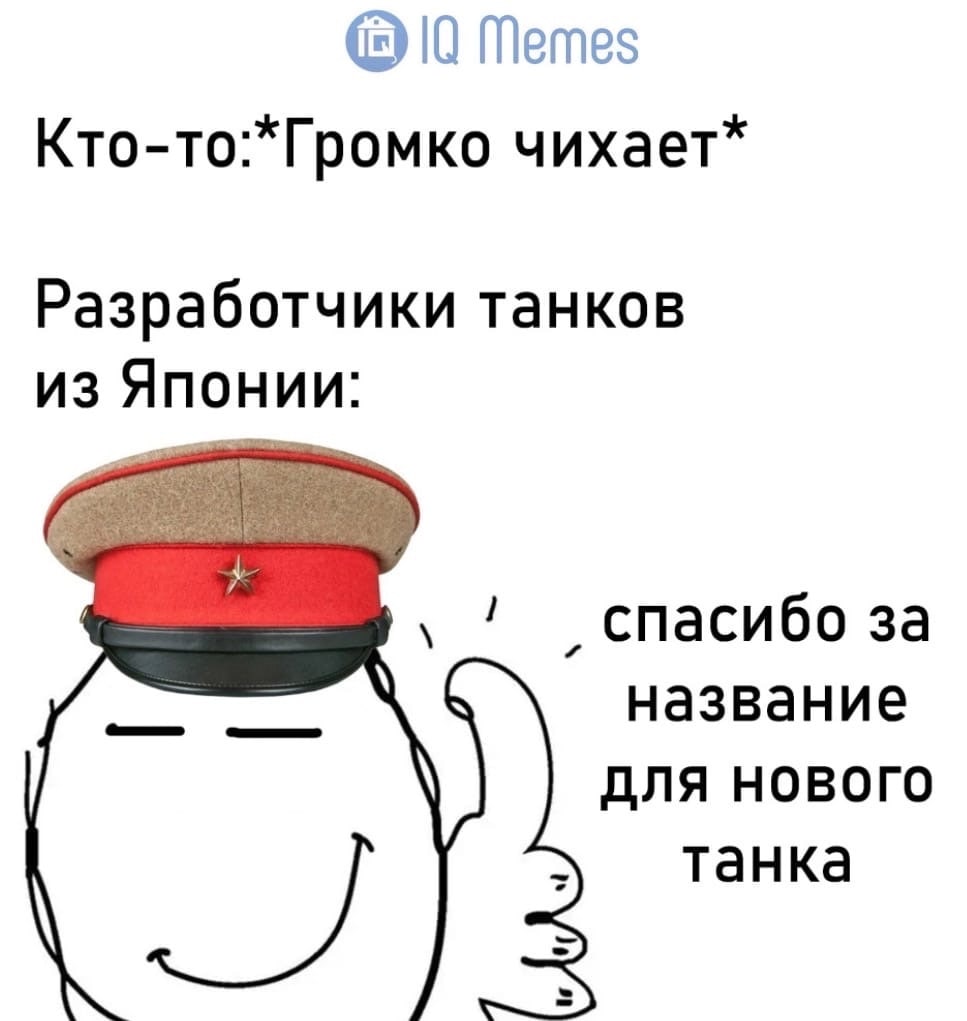 IQ Memes
Кто-то:*Громко чихает*
Разработчики танков
из Японии:
спасибо за
название
для нового
танка